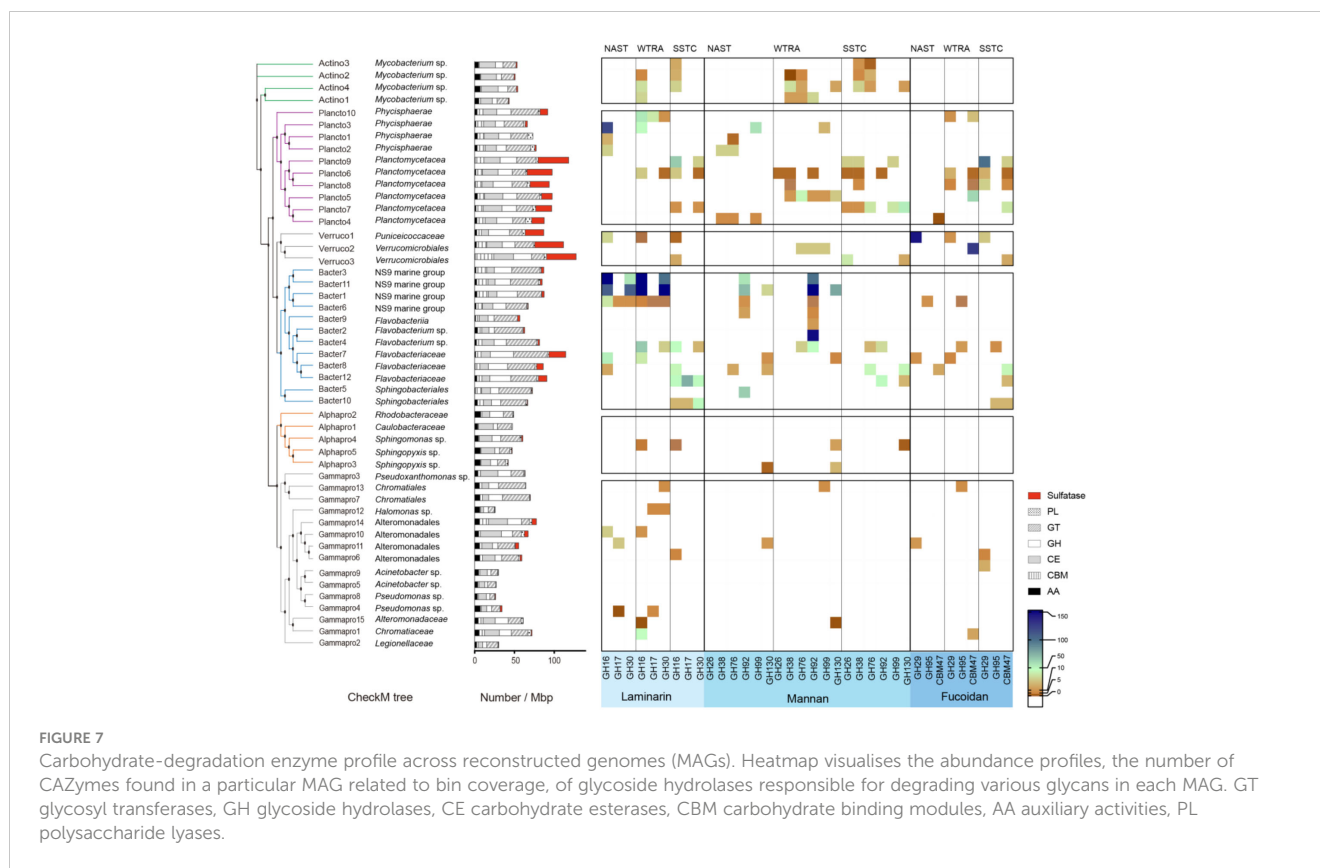 NAST WTRA SSTC NAST WTRA SSTC NAST WTRA SSTC
Actino3 Mycobacterium sp.
Actino2 Mycobacterium sp.
Actino4 Mycobacterium sp.
Actino1 Mycobacterium sp.
Plancto10 Phycisphaerae
Plancto3 Phycisphaerae
Plancto1 Phycisphaerae
Plancto2 Phycisphaerae
Plancto9 Planctomycetacea
Plancto6 Planctomycetacea
Plancto8 Planctomycetacea
Plancto5 Planctomycetacea
Plancto7 Planctomycetacea
Plancto4 Planctomycetacea
Verruco1 Puniceicoccaceae
Verruco2 Verrucomicrobiales
Verruco3 Verrucomicrobiales
Bacter3 NS9 marine group
Bacter11 NS9 marine group
Bacter1 NS9 marine group
Bacter6 NS9 marine group
Bacter9 Flavobacteriia
Bacter2 Flavobacterium sp.
Bacter4 Flavobacterium sp.
Bacter7 Flavobacteriaceae
Bacter8 Flavobacteriaceae
Bacter12 Flavobacteriaceae
Bacter5 Sphingobacteriales
Bacter10 Sphingobacteriales
Alphapro2 Rhodobacteraceae
Alphapro1 Caulobacteraceae
Alphapro4 Sphingomonas sp.
Alphapro5 Sphingopyxis sp.
Alphapro3 Sphingopyxis sp.
Gammapro3 Pseudoxanthomonas sp.
Gammapro13 Chromatiales
Gammapro7 Chromatiales
Gammapro12 Halomonas sp.
Gammapro14 Alteromonadales
Gammapro10 Alteromonadales
Gammapro11 Alteromonadales
Gammapro6 Alteromonadales
Gammapro9 Acinetobacter sp.
Gammapro5 Acinetobacter sp.
Gammapro8 Pseudomonas sp.
Gammapro4 Pseudomonas sp.
Gammapro15 Alteromonadaceae
Gammapro1 Chromatiaceae
Gammapro2 Legionellaceae
0 50 100
CheckM tree
Number / Mbp
GH16 GH17 GH30 GH16 GH17 GH30 GH16 GH17 GH30 GH26 GH38 GH76 GH92 GH99 GH130 GH26 GH38 GH76 GH92 GH99 GH130 GH26 GH38 GH76 GH92 GH99 GH130 GH29 GH95 CBM47 GH29 GH95 CBM47 GH29 GH95 CBM47
Laminarin Mannan Fucoidan
Sulfatase
PL
GT
GH
CE
CBM
AA
150
100
50
10
5
0
FIGURE 7
Carbohydrate-degradation enzyme profile across reconstructed genomes (MAGs). Heatmap visualises the abundance profiles, the number of
CAZymes found in a particular MAG related to bin coverage, of glycoside hydrolases responsible for degrading various glycans in each MAG. GT
glycosyl transferases, GH glycoside hydrolases, CE carbohydrate esterases, CBM carbohydrate binding modules, AA auxiliary activities, PL
polysaccharide lyases.